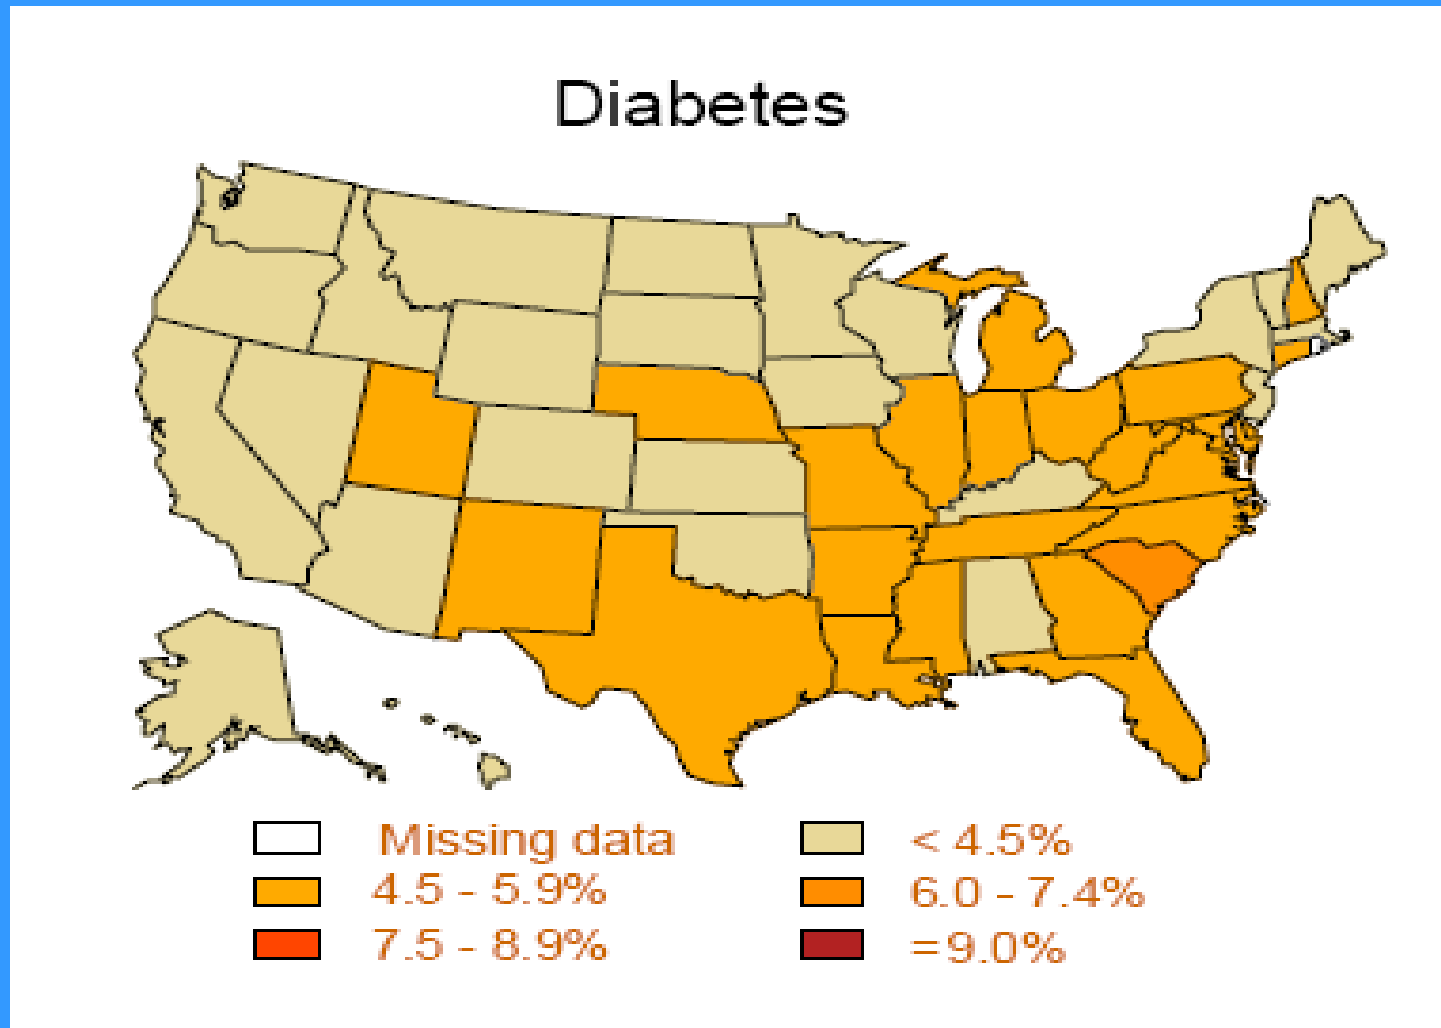 Diabetes
Missing data
< 4.5%
4.5 - 5.9%
6.0 - 7.4%
7.5 - 8.9%
=9.0%